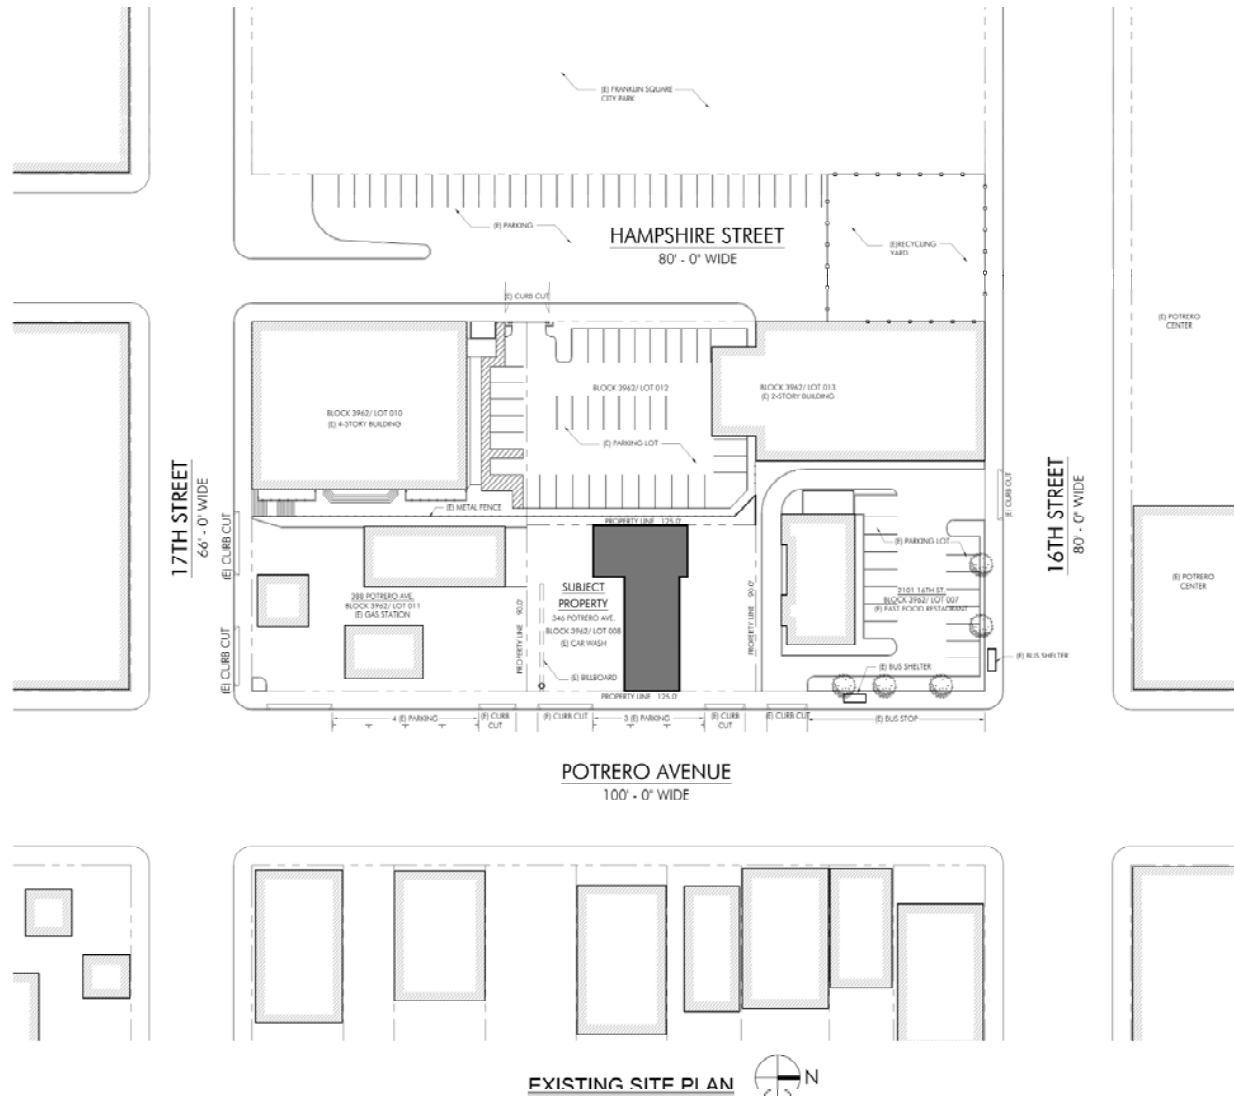 (E) FRANKLIN SQUARE
CITY PARK
(E) PARKING
HAMPSHIRE STREET
80' - 0" WIDE
(E)RECYCLING
YARD
(E) CURB CUT
(E) POTRERO
CENTER
BLOCK 3962/ LOT 012
BLOCK 3962/ LOT 013
(E) 2-STORY BUILDING
BLOCK 3962/ LOT 010
(E) 4-STORY BUILDING
(E) PARKING LOT
17TH STREET
66' - 0" WIDE
16TH STREET
80' - 0" WIDE
(E) CURB CUT
(E) METAL FENCE
PROPERTY LINE 125.0'
(E) CURB CUT
(E) PARKING LOT
SUBJECT
PROPERTY
346 POTRERO AVE.
BLOCK 3962/ LOT 008
(E) CAR WASH
388 POTRERO AVE.
BLOCK 3962/ LOT 011
(E) GAS STATION
2101 16TH ST.
BLOCK 3962/ LOT 007
(E) FAST FOOD RESTAURANT
(E) POTRERO
CENTER
PROPERTY LINE 90.0'
PROPERTY LINE 90.0'
(E) CURB CUT
(E) BILLBOARD
(E) BUS SHELTER
(E) BUS SHELTER
PROPERTY LINE 125.0'
4 (E) PARKING
(E) CURB
CUT
(E) CURB CUT
3 (E) PARKING
(E) CURB
CUT
(E) CURB CUT
(E) BUS STOP
POTRERO AVENUE
100' - 0" WIDE
EXISTING SITE PLAN
N